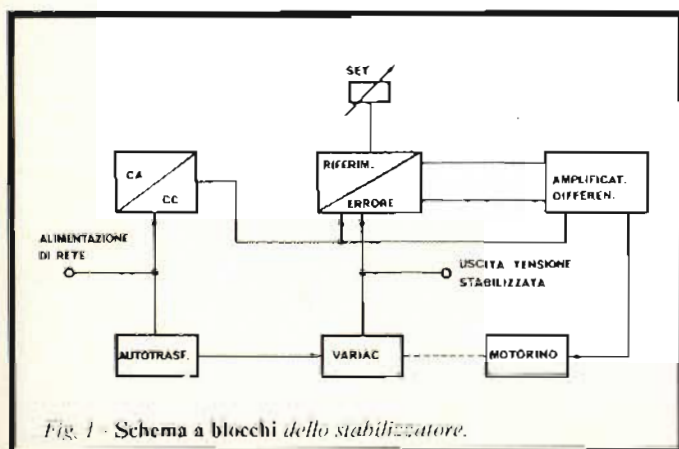 SET
CA
CC
RIFERIM.
ERRORE
AMPLIFICAT.
DIFFEREN.
ALIMENTAZIONE
DI RETE
USCITA TENSIONE
STABILIZZATA
AUTOTRASF.
VARIAC
MOTORINO
Fig. 1 - Schema a blocchi dello stabilizzatore.